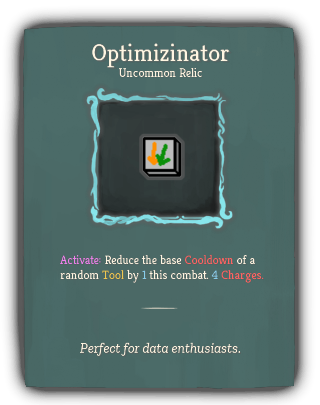 Optimizinator
Uncommon Relic
Activate: Reduce the base Cooldown of a
random Tool by 1 this combat. 4 Charges.
Perfect for data enthusiasts.